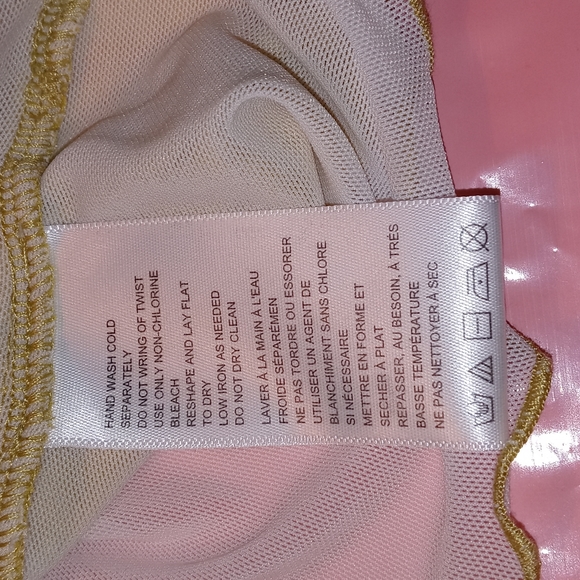 HAND WASH COLD
SEPARATELY
DO NOT WIRING OF TWIST
USE ONLY NON-CHLORINE
BLEACH
RESHAPE AND LAY FLAT
TO DRY
LOW IRON AS NEEDED
DO NOT DRY CLEAN
LAVER À LA MAIN À L'EAU
FROIDE SEPARÉMEN
NE PAS TORDRE OU ESSORER
UTILISER UN AGENT DE
BLANCHIMENT SANS CHLORE
SI NÉCESSAIRE
METTRE EN FORME ET
SÉCHER À PLAT
REPASSER, AU BESOIN, À TRÈS
BASSE TEMPÉRATURE
NE PAS NETTOYER À SEC